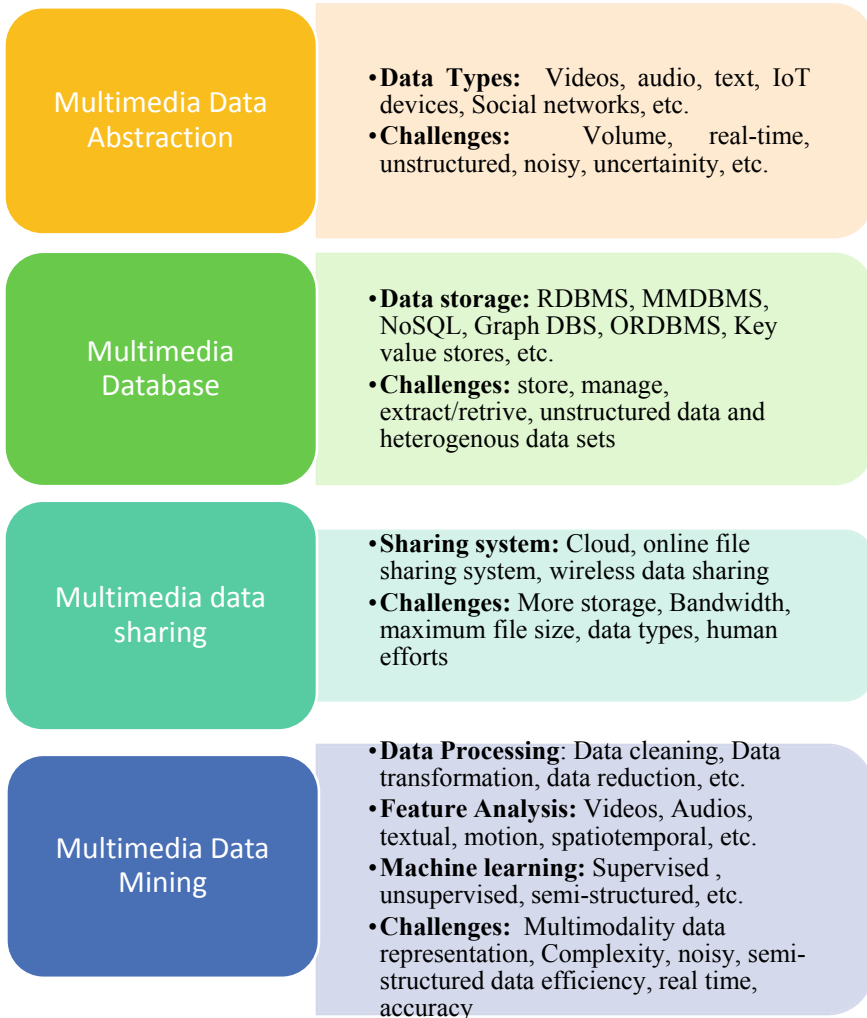 Multimedia Data
Abstraction
•Data Types: Videos, audio, text, IoT
devices, Social networks, etc.
•Challenges: Volume, real-time,
unstructured, noisy, uncertainity, etc.
Multimedia
Database
•Data storage: RDBMS, MMDBMS,
NoSQL, Graph DBS, ORDBMS, Key
value stores, etc.
•Challenges: store, manage,
extract/retrive, unstructured data and
heterogenous data sets
Multimedia data
sharing
•Sharing system: Cloud, online file
sharing system, wireless data sharing
•Challenges: More storage, Bandwidth,
maximum file size, data types, human
efforts
Multimedia Data
Mining
•Data Processing: Data cleaning, Data
transformation, data reduction, etc.
•Feature Analysis: Videos, Audios,
textual, motion, spatiotemporal, etc.
•Machine learning: Supervised ,
unsupervised, semi-structured, etc.
•Challenges: Multimodality data
representation, Complexity, noisy, semi-
structured data efficiency, real time,
accuracy